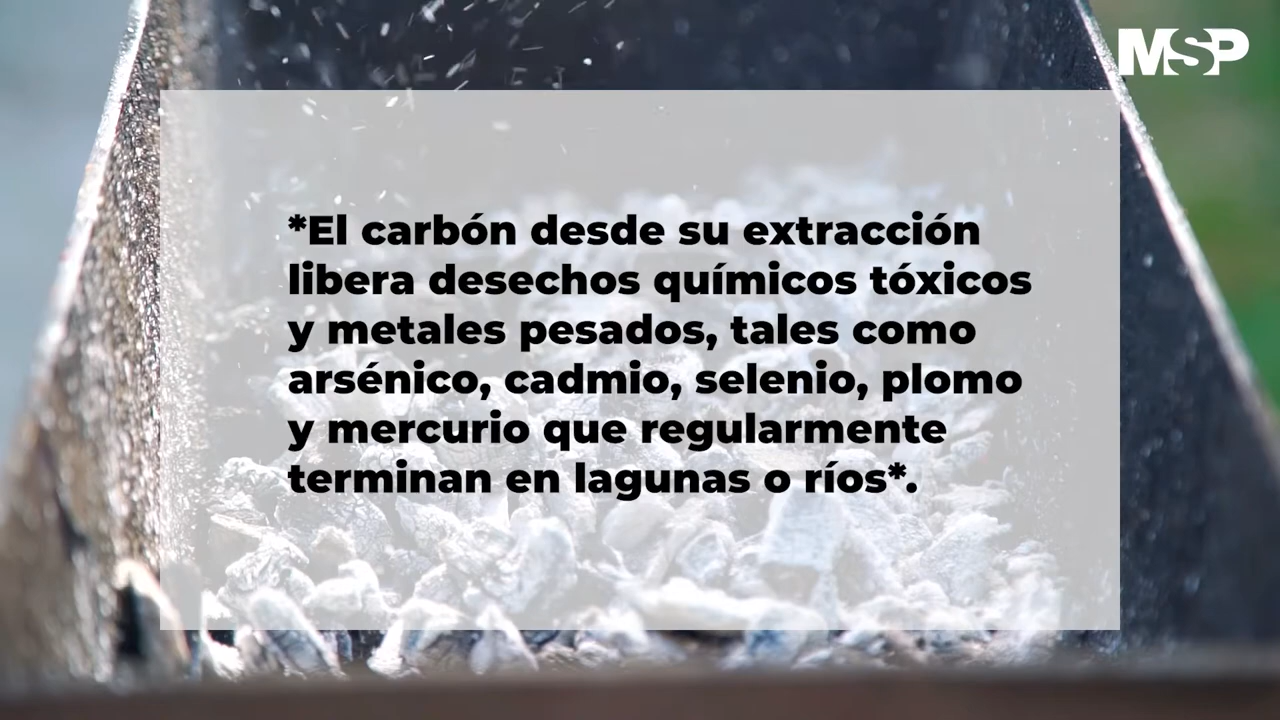 MSP
*El carbón desde su extracción
libera desechos químicos tóxicos
y metales pesados, tales como
arsénico, cadmio, selenio, plomo
y mercurio que regularmente
terminan en lagunas o ríos*.